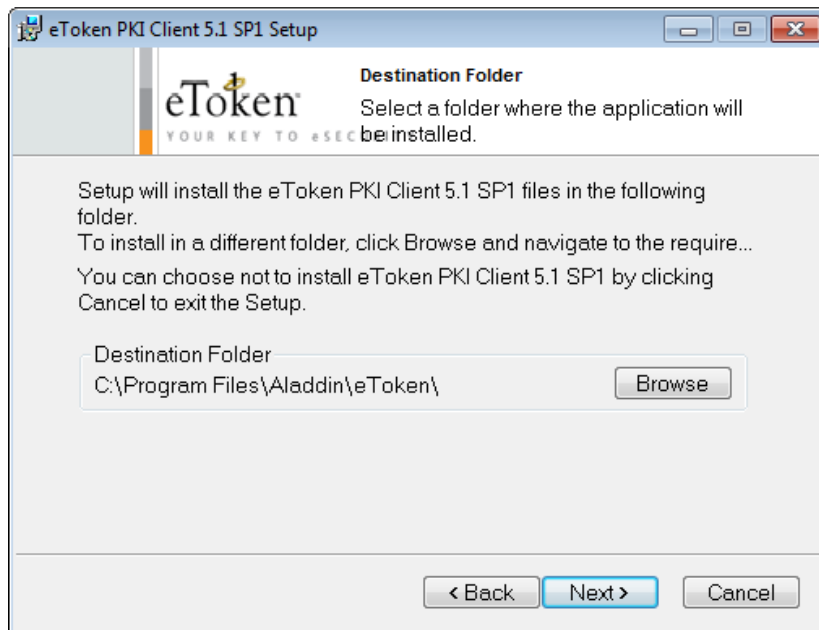 eToken PKI Client 5.1 SP1 Setup
Destination Folder
eToken
Select a folder where the application will
YOUR KEY TO eSEC
be installed.
Setup will install the eToken PKI Client 5.1 SP1 files in the following
folder.
To install in a different folder, click Browse and navigate to the require...
You can choose not to install eToken PKI Client 5.1 SP1 by clicking
Cancel to exit the Setup.
Destination Folder
C:\Program Files\Aladdin\eToken\
Browse
< Back
Next >
Cancel